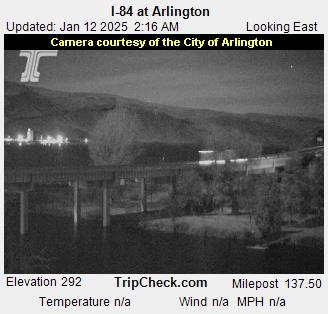 I-84 at Arlington
Updated: Jan 12 2025  2:16 AM Looking East
Camera courtesy of the City of Arlington
Elevation 292 TripCheck.com Milepost 137.50
Temperature n/a Wind n/a MPH n/a